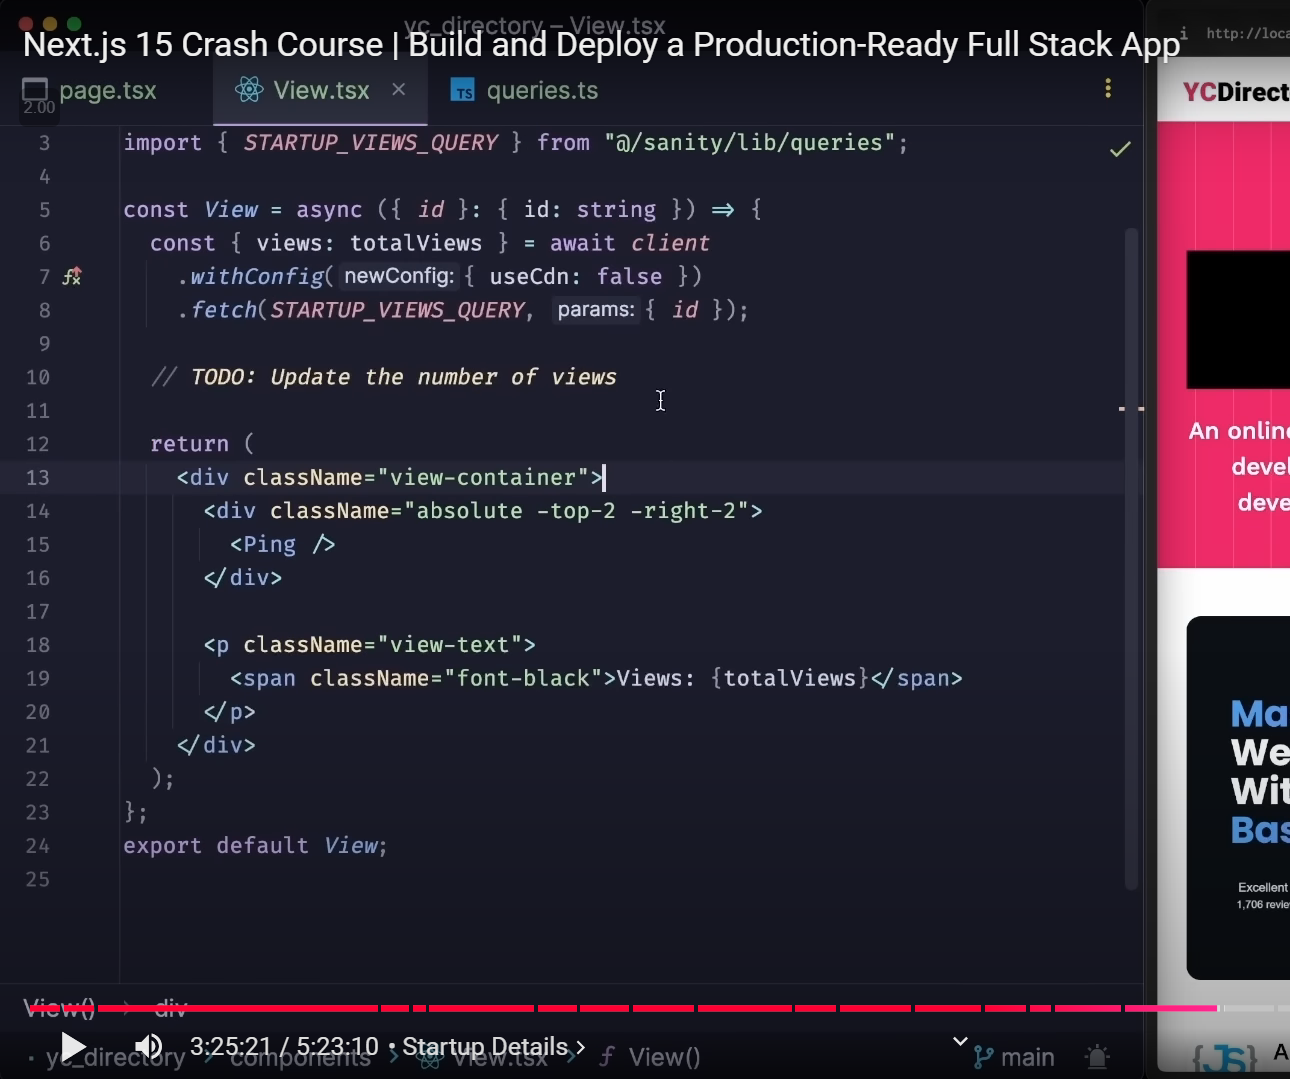 yc_directory – View.tsx
Next.js 15 Crash Course | Build and Deploy a Production-Ready Full Stack App
page.tsx
View.tsx ×
TS queries.ts
2.00
3 import { STARTUP_VIEWS_QUERY } from "@/sanity/lib/queries";
4
5 const View = async ({ id }: { id: string }) => {
6 const { views: totalViews } = await client
7 .withConfig( newConfig: { useCdn: false })
8 .fetch(STARTUP_VIEWS_QUERY, params: { id });
9
10 // TODO: Update the number of views
11
12 return (
13 <div className="view-container">
14 <div className="absolute -top-2 -right-2">
15 <Ping />
16 </div>
17
18 <p className="view-text">
19 <span className="font-black">Views: {totalViews}</span>
20 </p>
21 </div>
22 );
23 };
24 export default View;
25
View() › div
3:25:21 / 5:23:10 • Startup Details ›
yc_directory › components › View.tsx › f View()
main
http://loca
YCDirect
An online
devel
deve
Ma
We
Wit
Bas
Excellent
1,706 revie
{JS} A